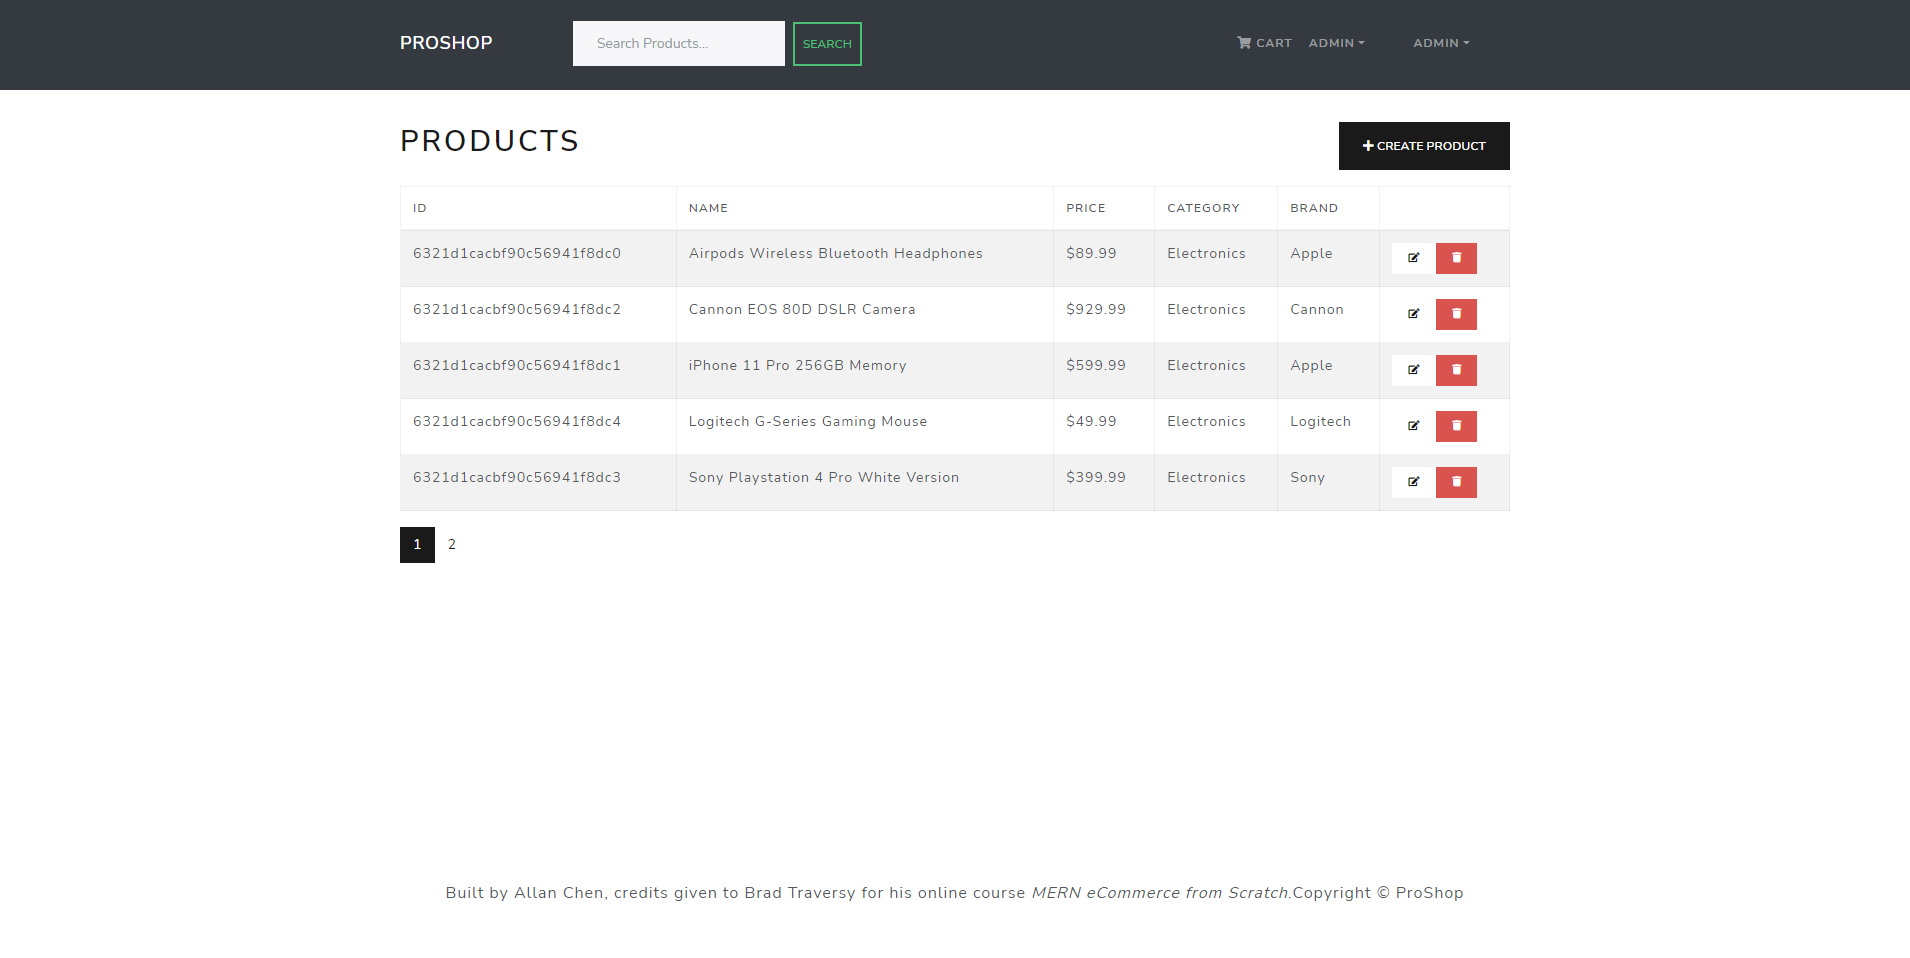 PROSHOP Search Products... SEARCH CART ADMIN ADMIN
PRODUCTS CREATE PRODUCT
ID NAME PRICE CATEGORY BRAND
6321d1cacbf90c56941f8dc0 Airpods Wireless Bluetooth Headphones $89.99 Electronics Apple
6321d1cacbf90c56941f8dc2 Cannon EOS 80D DSLR Camera $929.99 Electronics Cannon
6321d1cacbf90c56941f8dc1 iPhone 11 Pro 256GB Memory $599.99 Electronics Apple
6321d1cacbf90c56941f8dc4 Logitech G-Series Gaming Mouse $49.99 Electronics Logitech
6321d1cacbf90c56941f8dc3 Sony Playstation 4 Pro White Version $399.99 Electronics Sony
1 2
Built by Allan Chen, credits given to Brad Traversy for his online course MERN eCommerce from Scratch.Copyright © ProShop